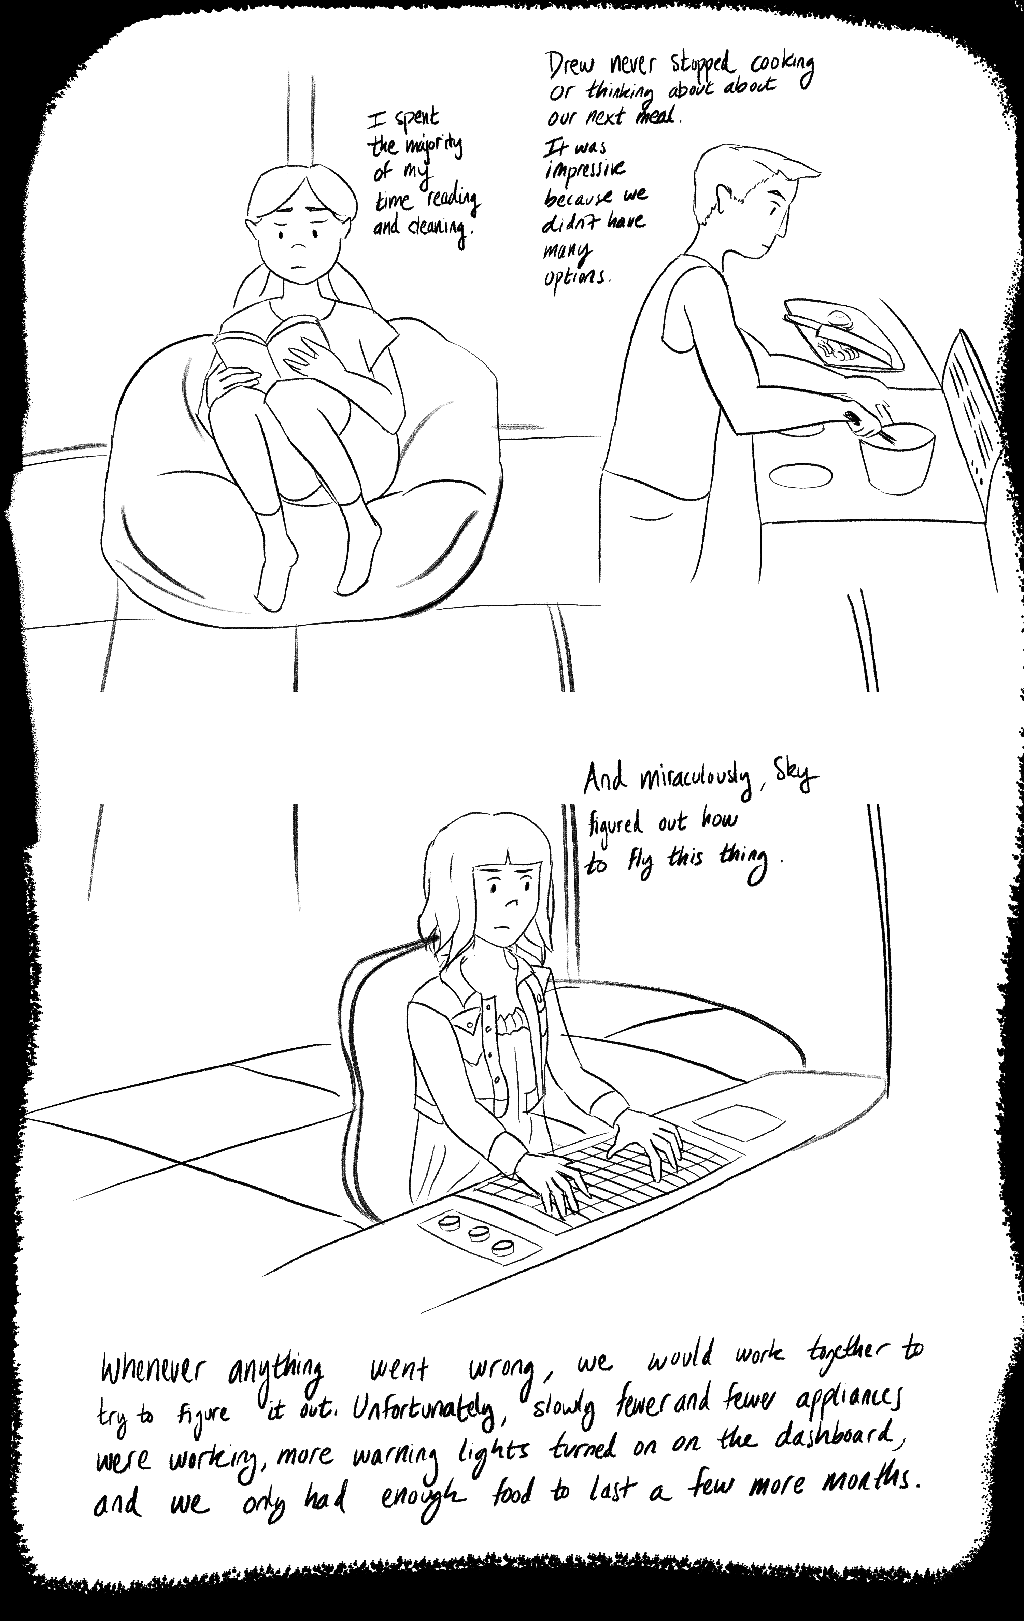 I spent
the majority
of my
time reading
and cleaning.
Drew never stopped cooking
or thinking about about
our next meal.
It was
impressive
because we
didn't have
many
options.
And miraculously, Sky
figured out how
to fly this thing.
Whenever anything went wrong, we would work together to
try to figure it out. Unfortunately, slowly fewer and fewer appliances
were working, more warning lights turned on on the dashboard,
and we only had enough food to last a few more months.